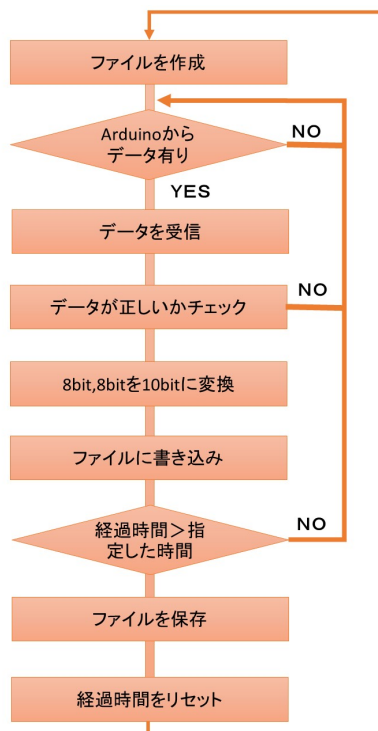 ファイルを作成
Arduinoから
データ有り
NO
YES
データを受信
データが正しいかチェック
NO
8bit,8bitを10bitに変換
ファイルに書き込み
経過時間＞指
定した時間
NO
ファイルを保存
経過時間をリセット